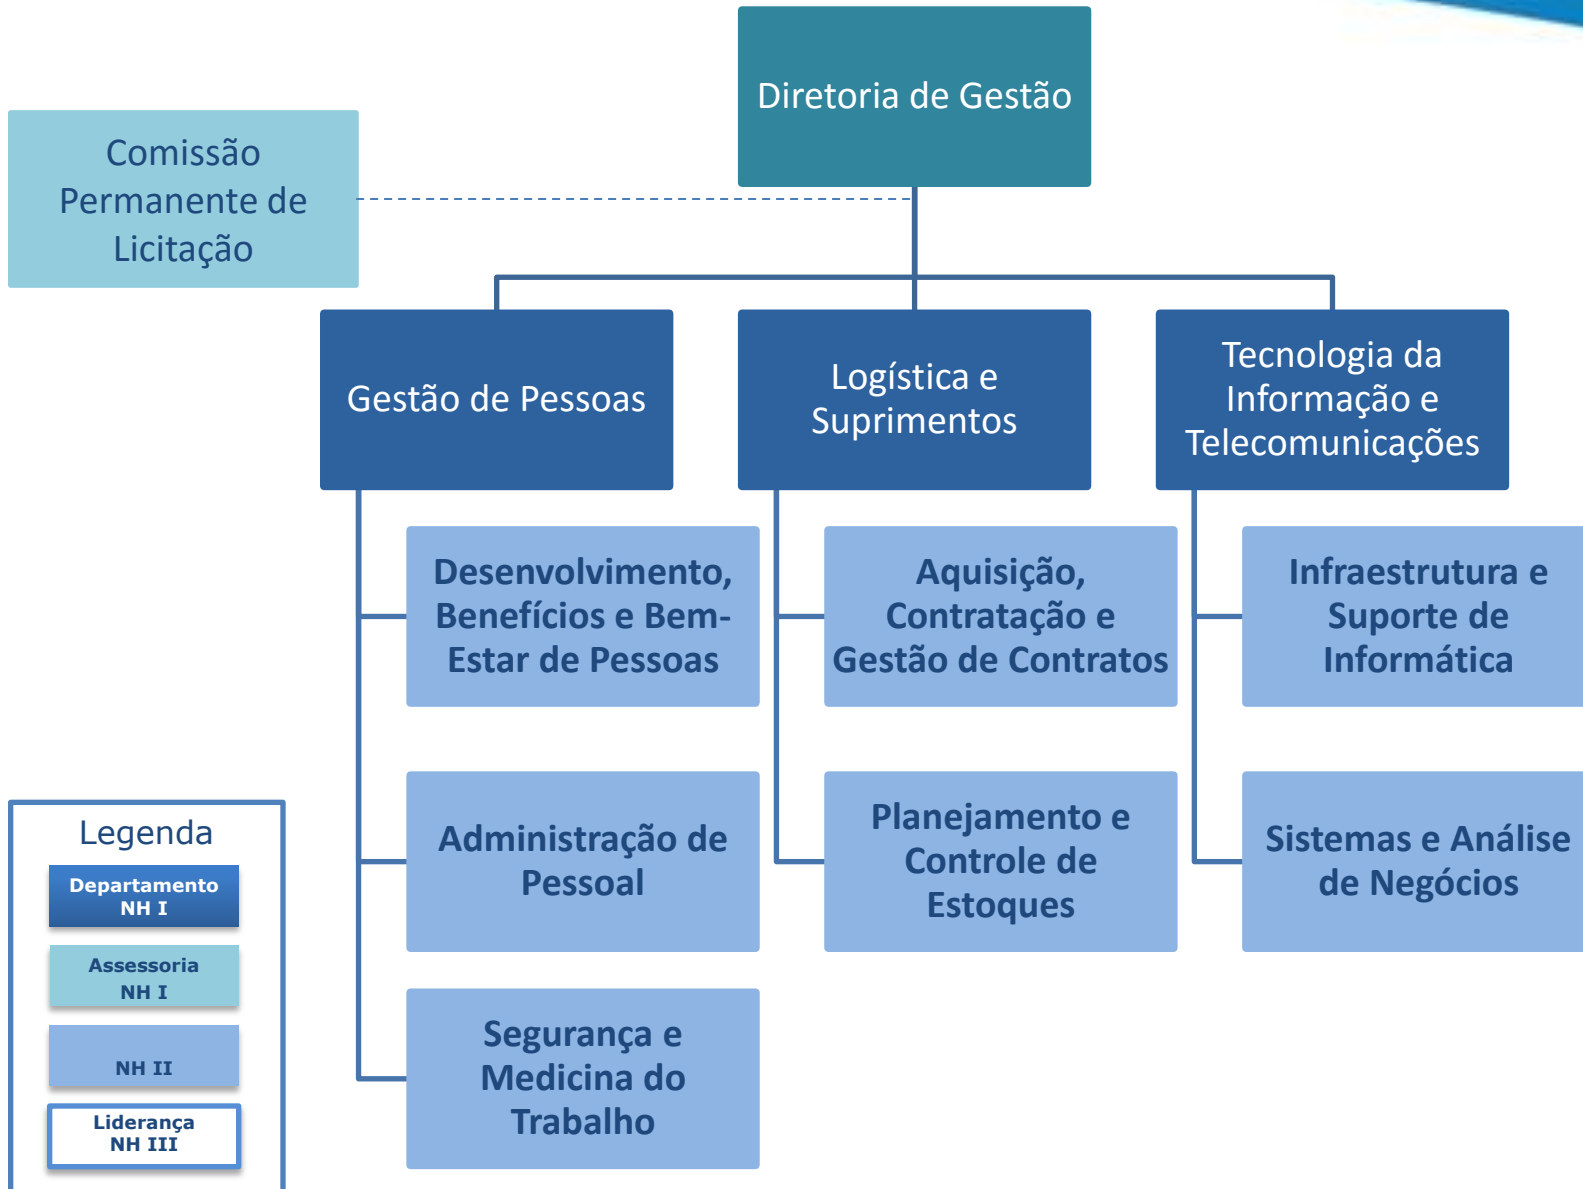 Diretoria de Gestão
Comissão
Permanente de
Licitação
Gestão de Pessoas
Logística e
Suprimentos
Tecnologia da
Informação e
Telecomunicações
Desenvolvimento,
Benefícios e Bem-
Estar de Pessoas
Aquisição,
Contratação e
Gestão de Contratos
Infraestrutura e
Suporte de
Informática
Administração de
Pessoal
Planejamento e
Controle de
Estoques
Sistemas e Análise
de Negócios
Segurança e
Medicina do
Trabalho
Legenda
Departamento
NH I
Assessoria
NH I
NH II
Liderança
NH III